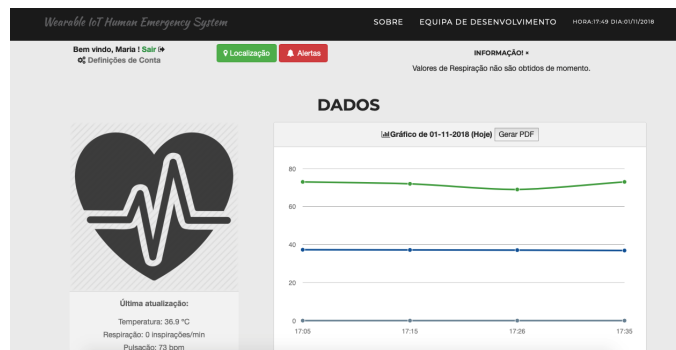 Wearable IoT Human Emergency System
SOBRE EQUIPA DE DESENVOLVIMENTO HORA:17:49 DIA:01/11/2018
Bem vindo, Maria ! Sair
Definições de Conta
Localização
Alertas
INFORMAÇÃO! ×
Valores de Respiração não são obtidos de momento.
DADOS
Gráfico de 01-11-2018 (Hoje) Gerar PDF
80
60
40
20
0
17:05 17:15 17:26 17:35
Última atualização:
Temperatura: 36.9 ºC
Respiração: 0 inspirações/min
Pulsação: 73 bpm